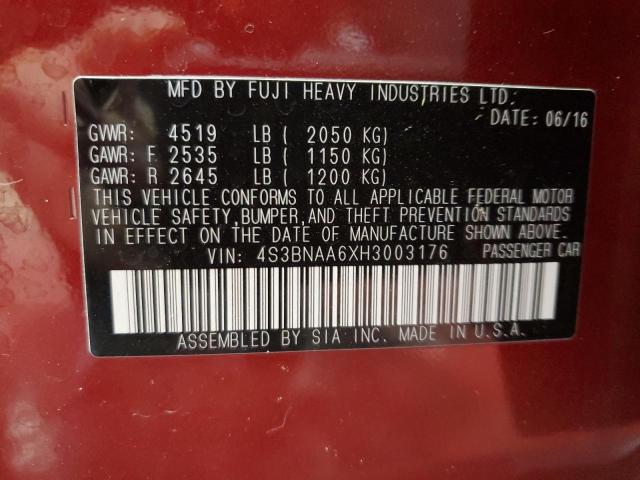 MFD BY FUJI HEAVY INDUSTRIES LTD.
DATE: 06/16
GVWR: 4519 LB ( 2050 KG)
GAWR: F 2535 LB ( 1150 KG)
GAWR: R 2645 LB ( 1200 KG)
THIS VEHICLE CONFORMS TO ALL APPLICABLE FEDERAL MOTOR
VEHICLE SAFETY, BUMPER, AND THEFT PREVENTION STANDARDS
IN EFFECT ON THE DATE OF MANUFACTURE SHOWN ABOVE.
VIN: 4S3BNAA6XH3003176 PASSENGER CAR
ASSEMBLED BY SIA INC. MADE IN U.S.A.